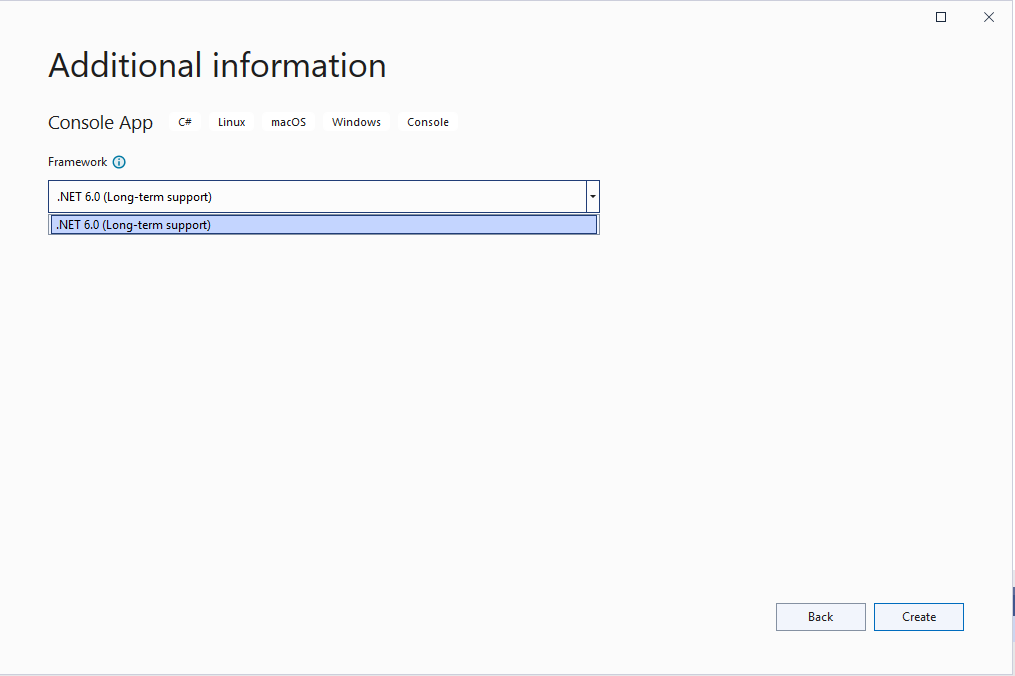 Additional information
Console App C# Linux macOS Windows Console
Framework
.NET 6.0 (Long-term support)
.NET 6.0 (Long-term support)
Back Create